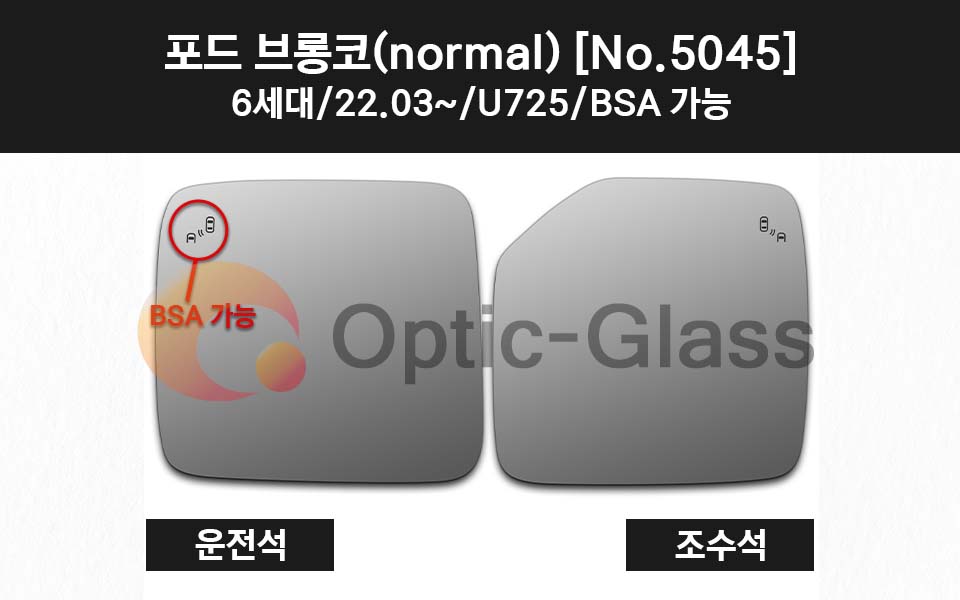 포드 브롱코(normal) [No.5045]
6세대/22.03~/U725/BSA 가능
BSA 가능
Optic-Glass
운전석
조수석